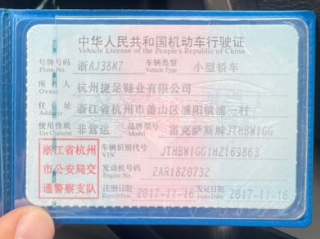 中华人民共和国机动车行驶证
Vehicle License of the People's Republic of China
号牌号码 浙AJ38M7 车辆类型 小型轿车
Plate No. Vehicle Type
所有人 杭州捷足鞋业有限公司
Owner
住址 浙江省杭州市萧山区浦阳镇浦一村
Address
使用性质 非营运 品牌型号 雷克萨斯牌JTHBW1GG
Use Character Model
浙江省杭州
市公安局交
通警察支队
车辆识别代号 JTHBW1GG1H2169863
VIN
发动机号码 2AR1820732
Engine No.
注册日期 2017-11-16 发证日期 2017-11-16
Register Date Issue Date